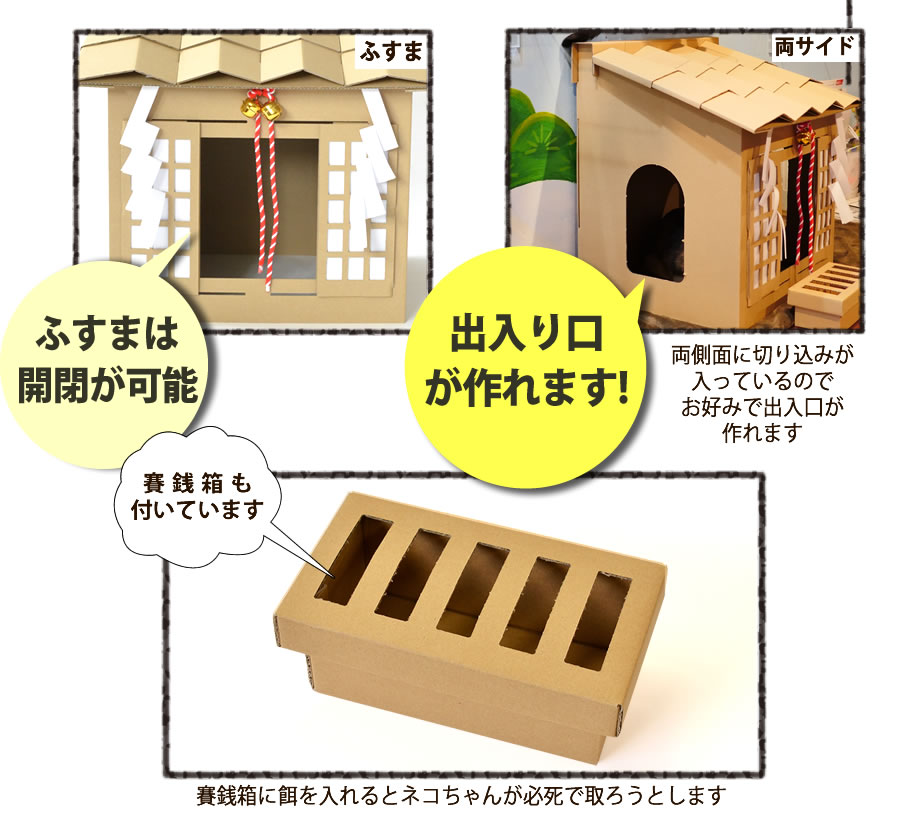 ふすま
両サイド
ふすまは
開閉が可能
出入り口
が作れます!
両側面に切り込みが
入っているので
お好みで出入口が
作れます
賽銭箱も
付いています
賽銭箱に餌を入れるとネコちゃんが必死で取ろうとします